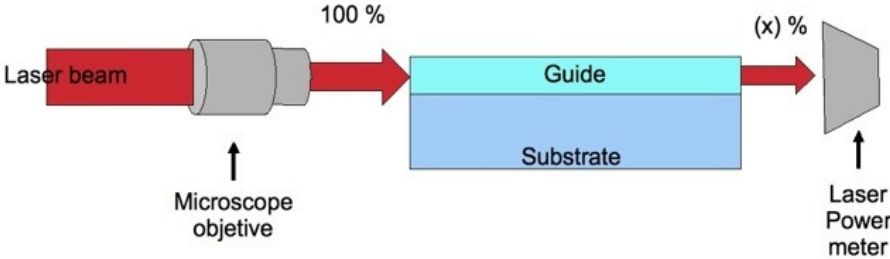 100 %
(x) %
Laser beam
Guide
Substrate
Microscope
objetive
Laser
Power
meter